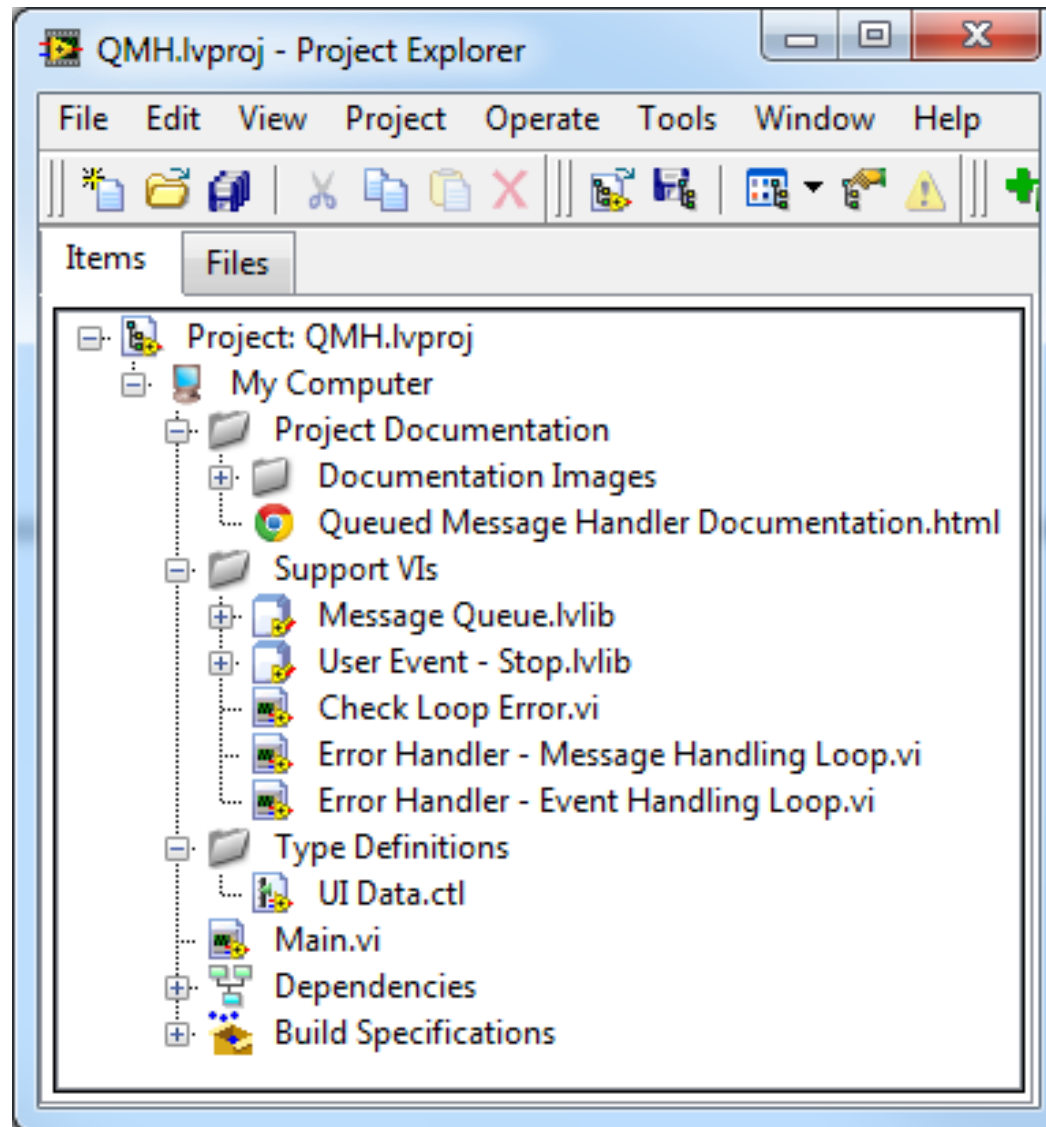 QMH.lvproj - Project Explorer
File Edit View Project Operate Tools Window Help
Items Files
Project: QMH.lvproj
My Computer
Project Documentation
Documentation Images
Queued Message Handler Documentation.html
Support VIs
Message Queue.lvlib
User Event - Stop.lvlib
Check Loop Error.vi
Error Handler - Message Handling Loop.vi
Error Handler - Event Handling Loop.vi
Type Definitions
UI Data.ctl
Main.vi
Dependencies
Build Specifications